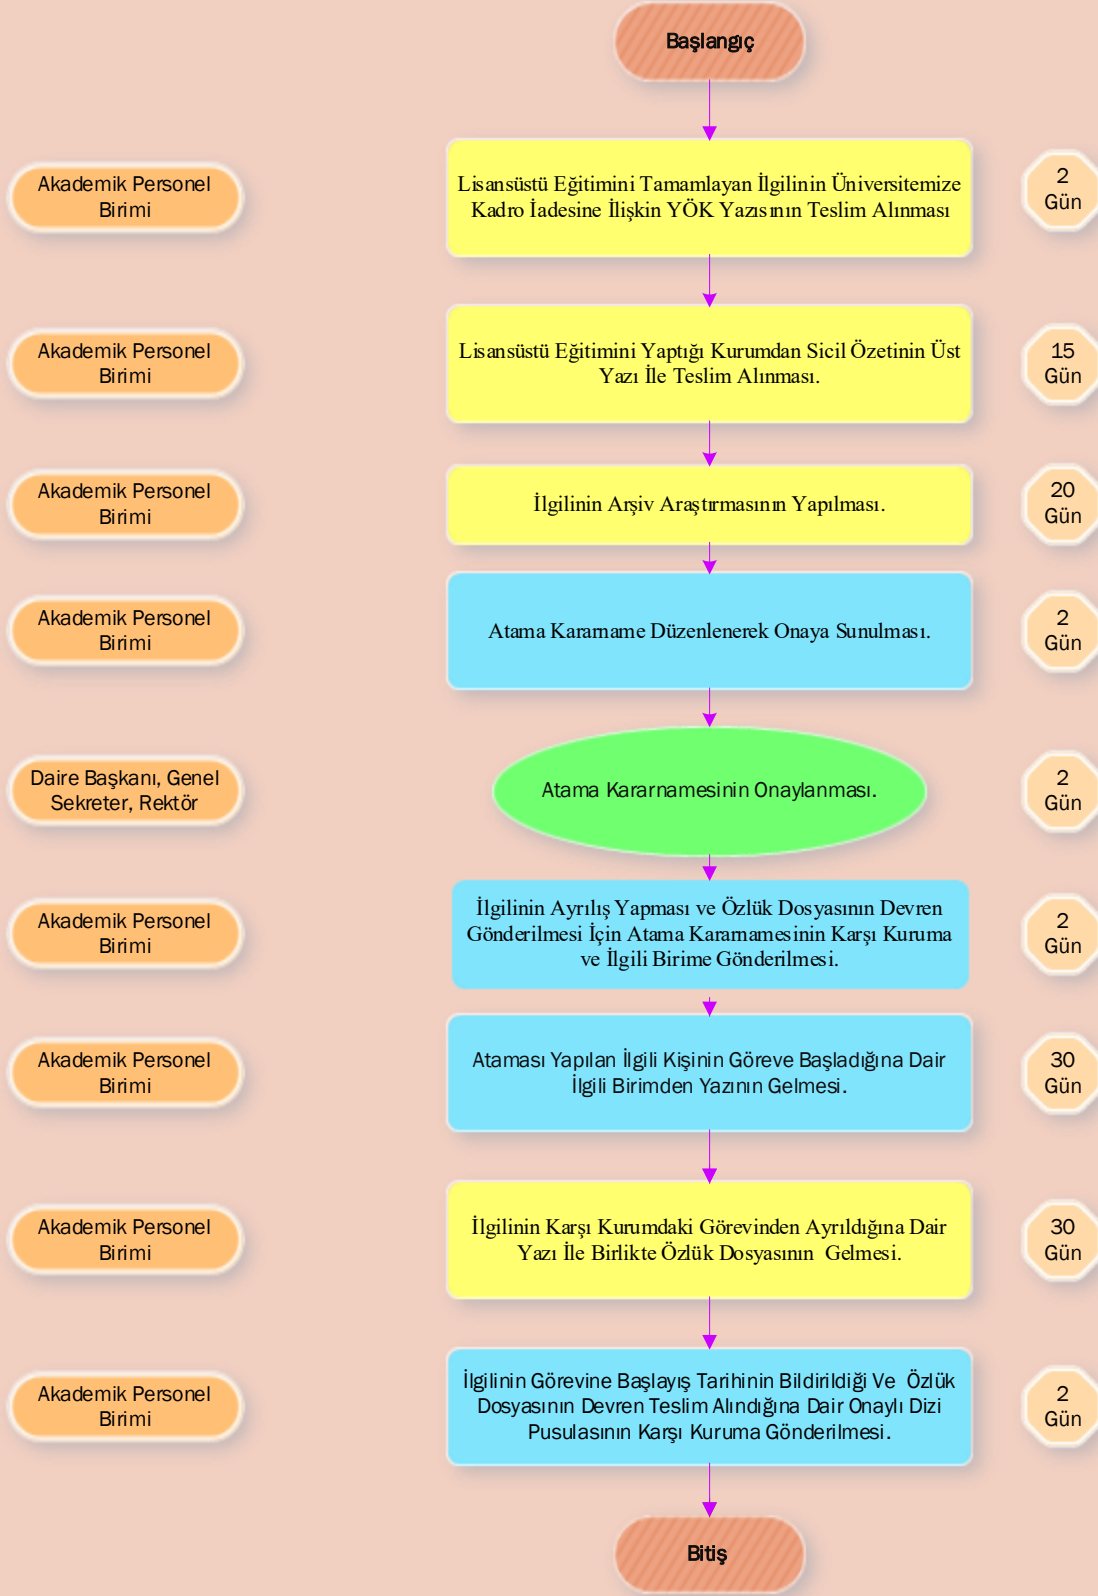 Başlangıç
Akademik Personel
Birimi
Lisansüstü Eğitimini Tamamlayan İlgilinin Üniversitemize
Kadro İadesine İlişkin YÖK Yazısının Teslim Alınması
2
Gün
Akademik Personel
Birimi
Lisansüstü Eğitimini Yaptığı Kurumdan Sicil Özetinin Üst
Yazı İle Teslim Alınması.
15
Gün
Akademik Personel
Birimi
İlgilinin Arşiv Araştırmasının Yapılması.
20
Gün
Akademik Personel
Birimi
Atama Kararname Düzenlenerek Onaya Sunulması.
2
Gün
Daire Başkanı, Genel
Sekreter, Rektör
Atama Kararnamesinin Onaylanması.
2
Gün
Akademik Personel
Birimi
İlgilinin Ayrılış Yapması ve Özlük Dosyasının Devren
Gönderilmesi İçin Atama Kararnamesinin Karşı Kuruma
ve İlgili Birime Gönderilmesi.
2
Gün
Akademik Personel
Birimi
Ataması Yapılan İlgili Kişinin Göreve Başladığına Dair
İlgili Birimden Yazının Gelmesi.
30
Gün
Akademik Personel
Birimi
İlgilinin Karşı Kurumdaki Görevinden Ayrıldığına Dair
Yazı İle Birlikte Özlük Dosyasının Gelmesi.
30
Gün
Akademik Personel
Birimi
İlgilinin Görevine Başlayış Tarihinin Bildirildiği Ve Özlük
Dosyasının Devren Teslim Alındığına Dair Onaylı Dizi
Pusulasının Karşı Kuruma Gönderilmesi.
2
Gün
Bitiş